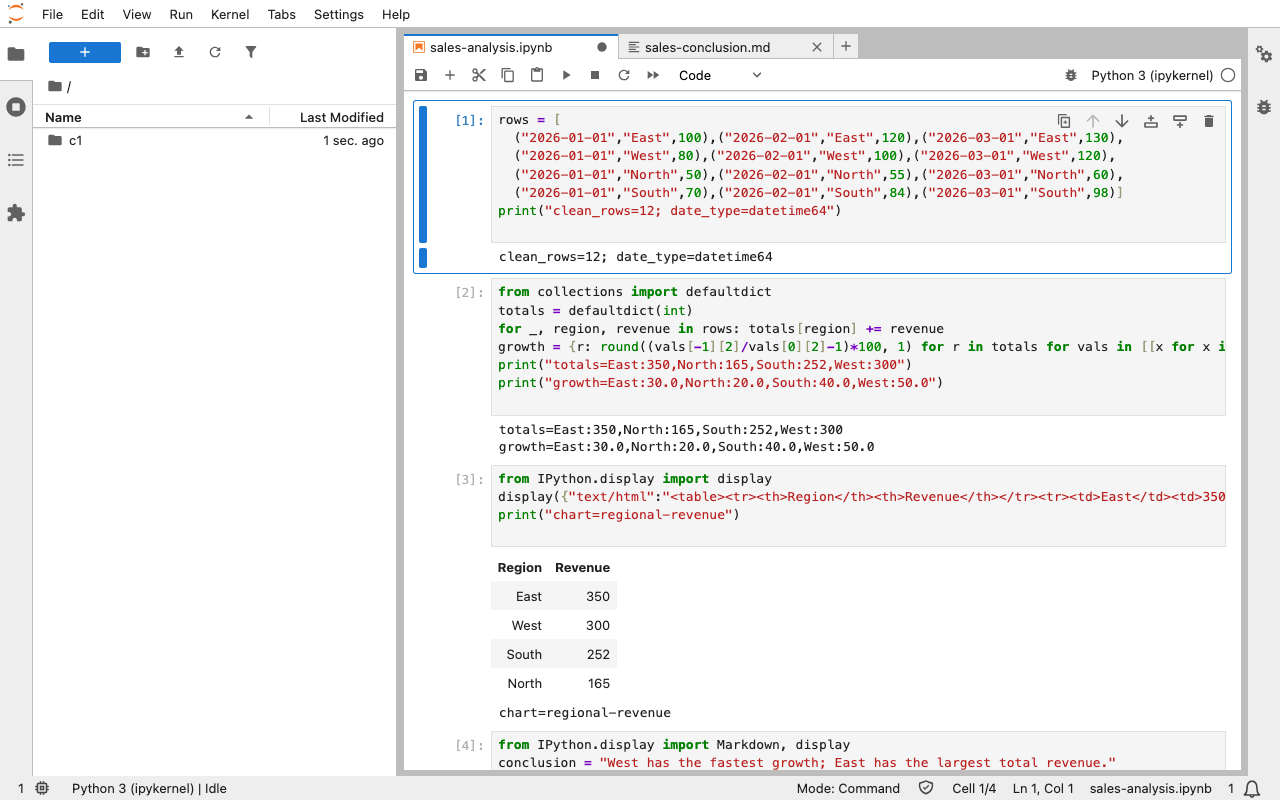 File Edit View Run Kernel Tabs Settings Help
/
Name Last Modified
c1 1 sec. ago
sales-analysis.ipynb
sales-conclusion.md
Code
Python 3 (ipykernel)
[1]:
rows = [
("2026-01-01","East",100),("2026-02-01","East",120),("2026-03-01","East",130),
("2026-01-01","West",80),("2026-02-01","West",100),("2026-03-01","West",120),
("2026-01-01","North",50),("2026-02-01","North",55),("2026-03-01","North",60),
("2026-01-01","South",70),("2026-02-01","South",84),("2026-03-01","South",98)]
print("clean_rows=12; date_type=datetime64")
clean_rows=12; date_type=datetime64
[2]:
from collections import defaultdict
totals = defaultdict(int)
for _, region, revenue in rows: totals[region] += revenue
growth = {r: round((vals[-1][2]/vals[0][2]-1)*100, 1) for r in totals for vals in [[x for x i
print("totals=East:350,North:165,South:252,West:300")
print("growth=East:30.0,North:20.0,South:40.0,West:50.0")
totals=East:350,North:165,South:252,West:300
growth=East:30.0,North:20.0,South:40.0,West:50.0
[3]:
from IPython.display import display
display({"text/html":"<table><tr><th>Region</th><th>Revenue</th></tr><tr><td>East</td><td>350
print("chart=regional-revenue")
Region Revenue
East 350
West 300
South 252
North 165
chart=regional-revenue
[4]:
from IPython.display import Markdown, display
conclusion = "West has the fastest growth; East has the largest total revenue."
1
Python 3 (ipykernel) | Idle
Mode: Command
Cell 1/4
Ln 1, Col 1
sales-analysis.ipynb
1